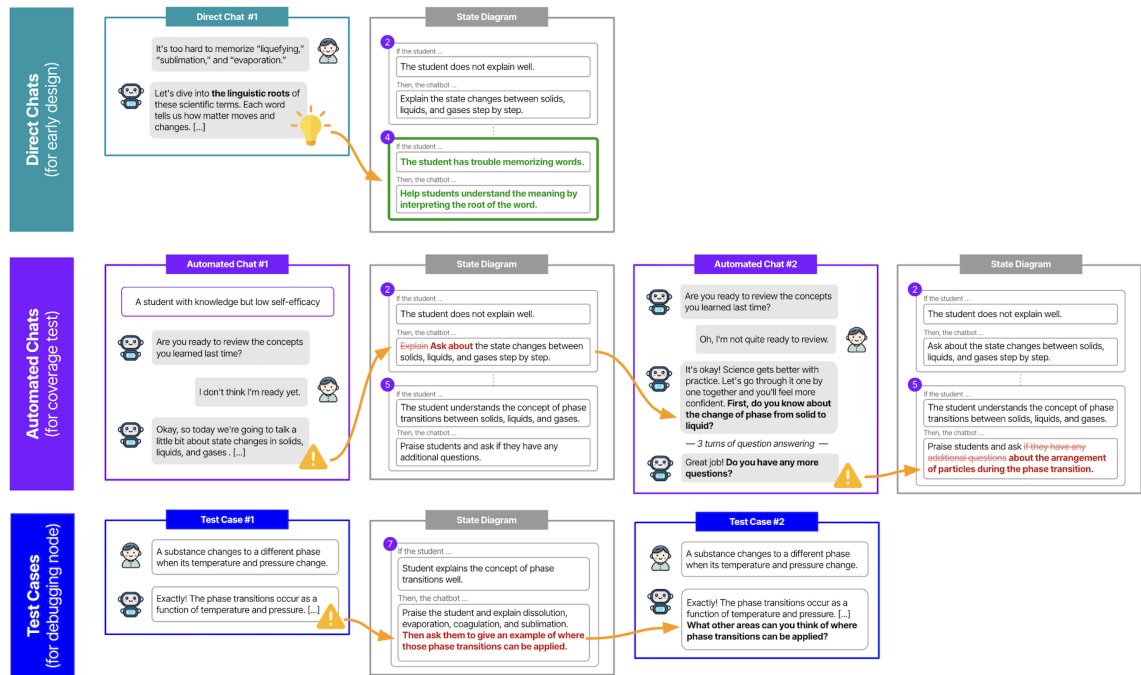 Direct Chats
(for early design)
Direct Chat #1
It's too hard to memorize “liquefying,”
“sublimation,” and “evaporation.”
Let's dive into the linguistic roots of
these scientific terms. Each word
tells us how matter moves and
changes. [...]
State Diagram
2
If the student ...
The student does not explain well.
Then, the chatbot ...
Explain the state changes between solids,
liquids, and gases step by step.
4
If the student ...
The student has trouble memorizing words.
Then, the chatbot ...
Help students understand the meaning by
interpreting the root of the word.
Automated Chats
(for coverage test)
Automated Chat #1
A student with knowledge but low self-efficacy
Are you ready to review the concepts
you learned last time?
I don't think I'm ready yet.
Okay, so today we're going to talk a
little bit about state changes in solids,
liquids, and gases . [...]
State Diagram
2
If the student ...
The student does not explain well.
Then, the chatbot ...
Explain Ask about the state changes between
solids, liquids, and gases step by step.
5
If the student ...
The student understands the concept of phase
transitions between solids, liquids, and gases.
Then, the chatbot ...
Praise students and ask if they have any
additional questions.
Automated Chat #2
Are you ready to review the concepts
you learned last time?
Oh, I'm not quite ready to review.
It's okay! Science gets better with
practice. Let's go through it one by
one together and you'll feel more
confident. First, do you know about
the change of phase from solid to
liquid?
— 3 turns of question answering —
Great job! Do you have any more
questions?
State Diagram
2
If the student ...
The student does not explain well.
Then, the chatbot ...
Ask about the state changes between solids,
liquids, and gases step by step.
5
If the student ...
The student understands the concept of phase
transitions between solids, liquids, and gases.
Then, the chatbot ...
Praise students and ask if they have any
additional questions about the arrangement
of particles during the phase transition.
Test Cases
(for debugging node)
Test Case #1
A substance changes to a different phase
when its temperature and pressure change.
Exactly! The phase transitions occur as a
function of temperature and pressure. [...]
State Diagram
7
If the student ...
Student explains the concept of phase
transitions well.
Then, the chatbot ...
Praise the student and explain dissolution,
evaporation, coagulation, and sublimation.
Then ask them to give an example of where
those phase transitions can be applied.
Test Case #2
A substance changes to a different phase
when its temperature and pressure change.
Exactly! The phase transitions occur as a
function of temperature and pressure. [...]
What other areas can you think of where
phase transitions can be applied?